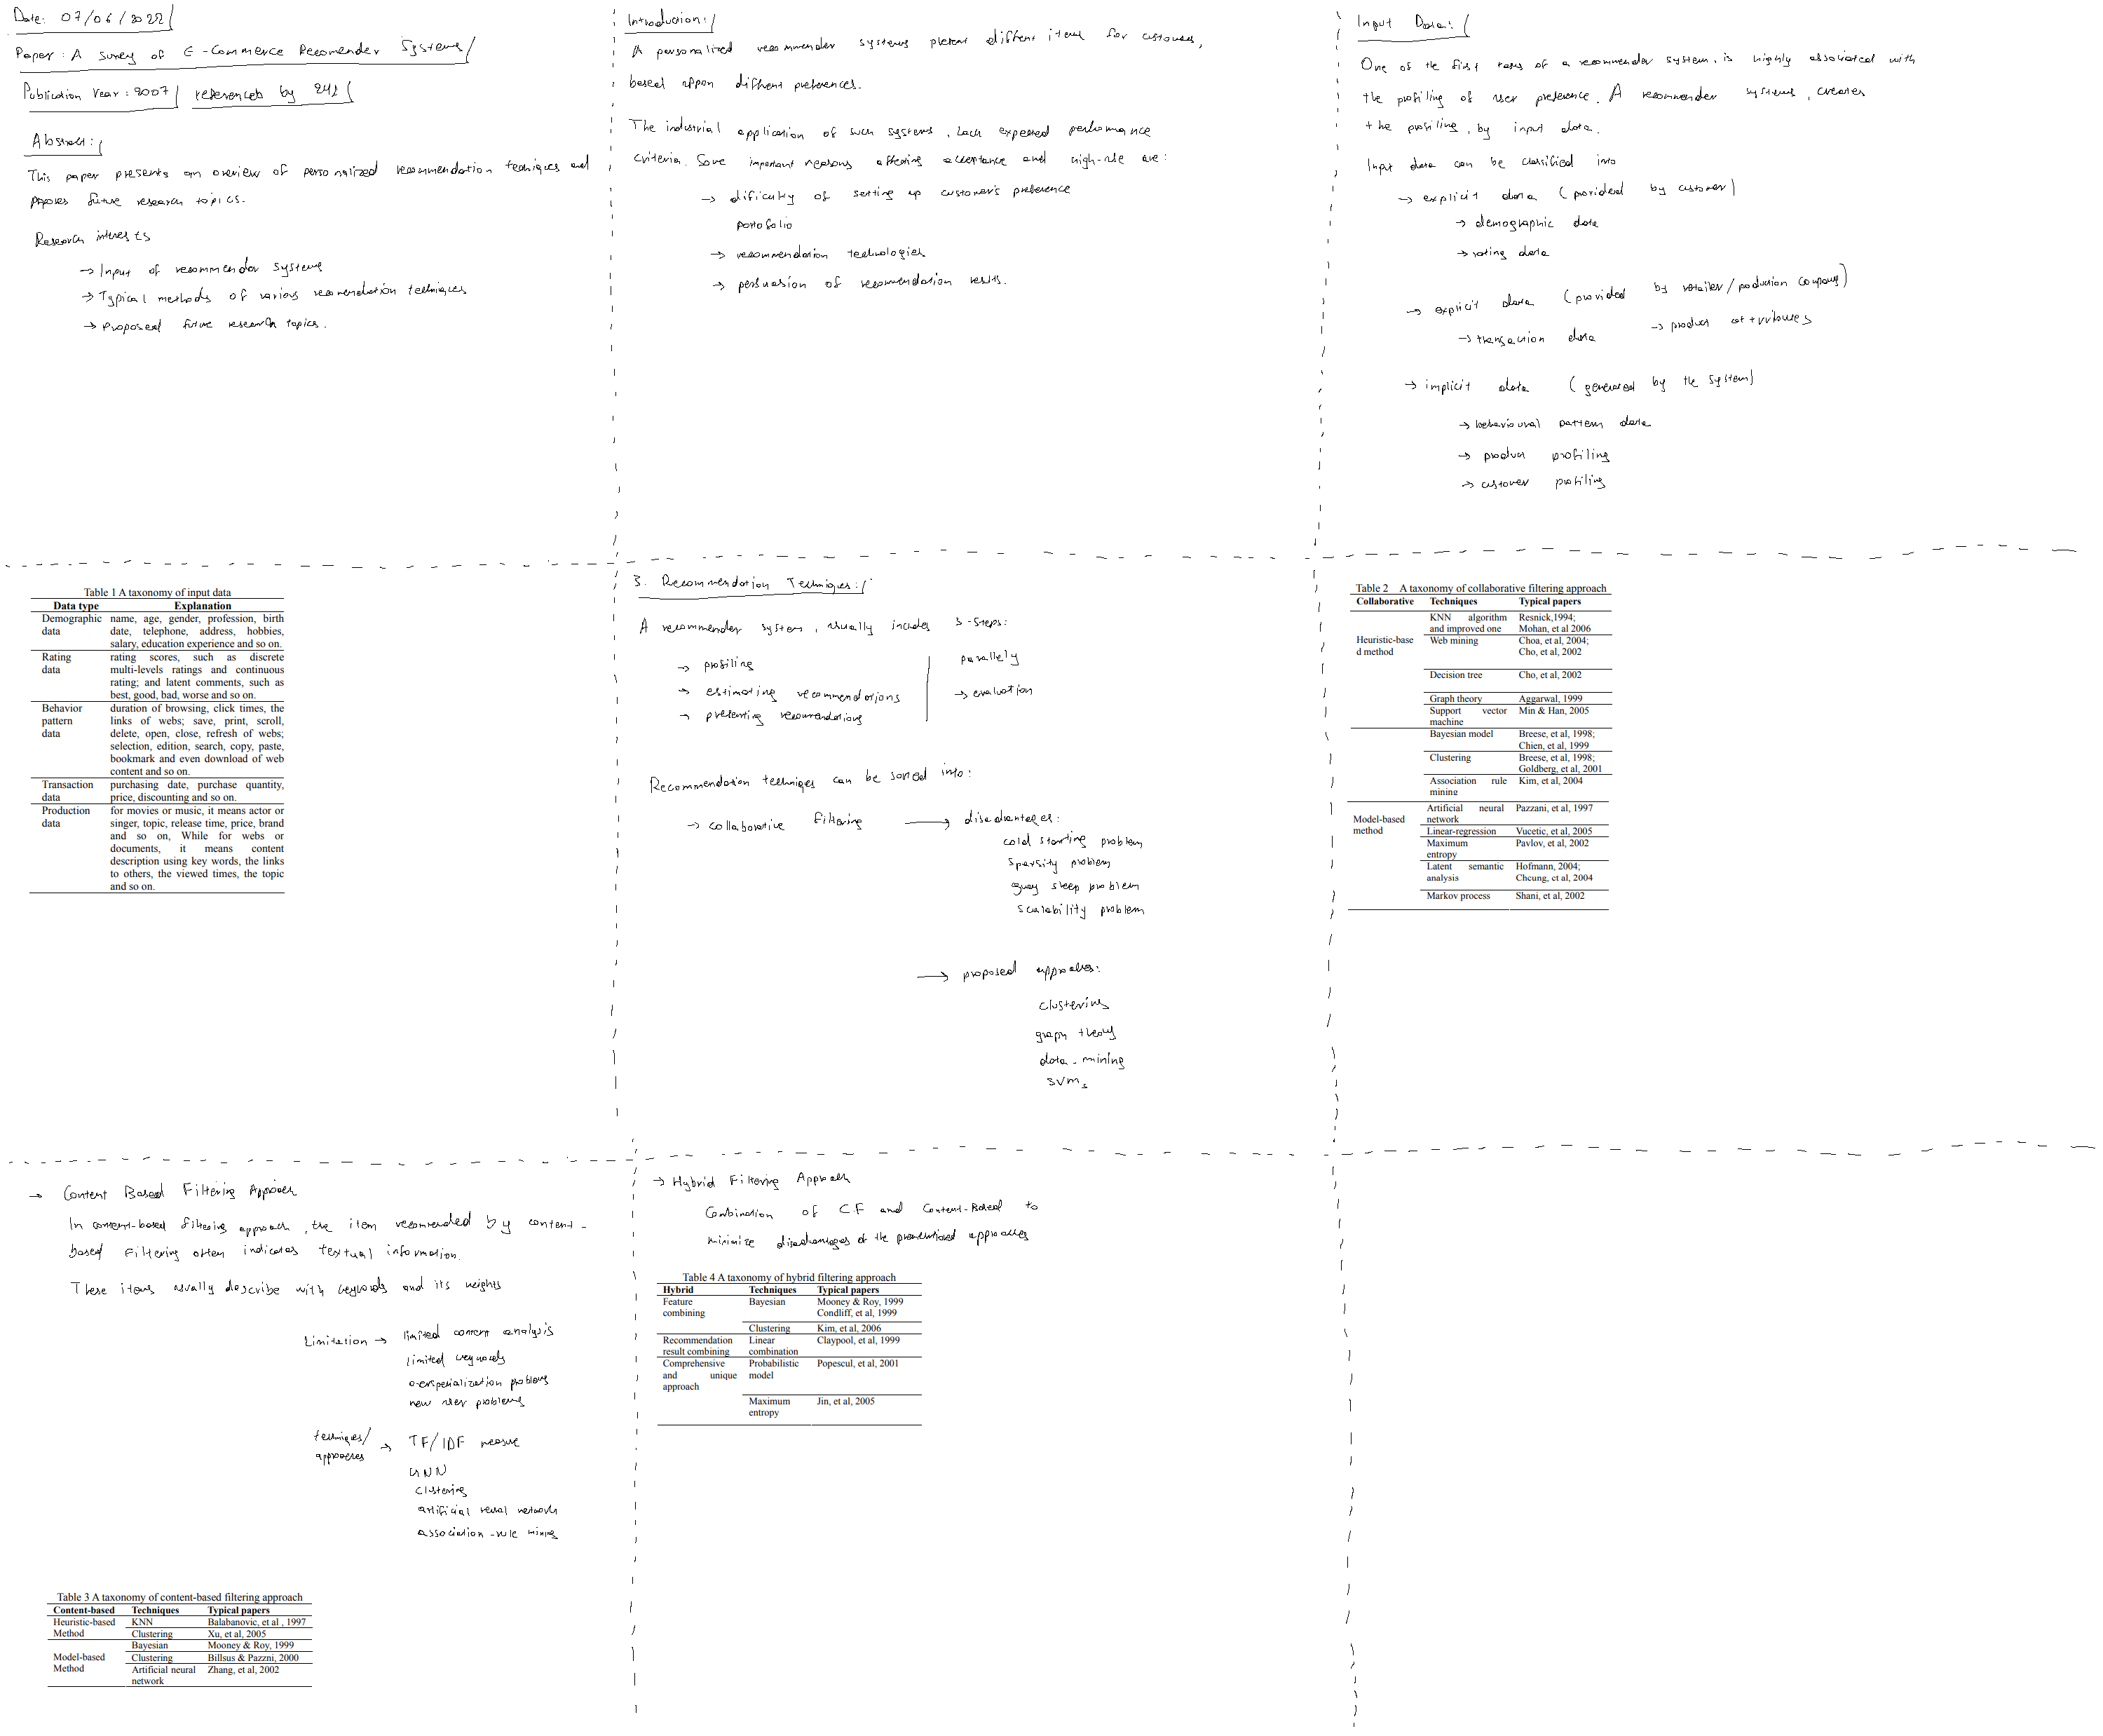 Date: 07/06/2022
Paper: A survey of E-Commerce Recomender Systems
Publication Year: 2007 references by 241
Abstract:
This paper presents an overview of personalized recommendation techniques and
proposes future research topics.
Research interests
→ Input of recommender systems
→ Typical methods of various recomendation techniques
→ Proposed future research topics.
Introduction:
A personalized recommender systems present different items for customers,
based uppon different preferences.
The industrial application of such systems, lack expected performance
criteria. Some important reasons affecting acceptance and high-use are:
→ dificulty of setting up customer's preference
portofolio
→ recommendation technologies
→ persuasion of recomendation results.
Input Data:
One of the first tasks of a recommender system, is highly associated with
the profiling of user preference. A recommender systems, creates
the profiling, by input data.
Input data can be classified into
→ explicit data (provided by customer)
→ demographic data
→ rating data
→ explicit data (provided by retailer/production company)
→ transaction data → product attributes
→ implicit data (generated by the system)
→ behavioural pattern data
→ product profiling
→ customer profiling
Table 1 A taxonomy of input data
Data type Explanation
Demographic data name, age, gender, profession, birth
date, telephone, address, hobbies,
salary, education experience and so on.
Rating data rating scores, such as discrete
multi-levels ratings and continuous
rating; and latent comments, such as
best, good, bad, worse and so on.
Behavior pattern data duration of browsing, click times, the
links of webs; save, print, scroll,
delete, open, close, refresh of webs;
selection, edition, search, copy, paste,
bookmark and even download of web
content and so on.
Transaction data purchasing date, purchase quantity,
price, discounting and so on.
Production data for movies or music, it means actor or
singer, topic, release time, price, brand
and so on, While for webs or
documents, it means content
description using key words, the links
to others, the viewed times, the topic
and so on.
3. Recommendation Techniques:
A recommender system, usually includes 3-steps:
→ profiling
→ estimating recommendations
→ presenting recomendations
parallely
→ evaluation
Recommendation techniques can be sorted into:
→ collaborative filtering → disadvantages:
cold starting problem
sparsity problem
gray sleep problem
scalability problem
→ proposed approaches:
clustering
graph theory
data-mining
SVMs
Table 2 A taxonomy of collaborative filtering approach
Collaborative Techniques Typical papers
Heuristic-based method
KNN algorithm and improved one Resnick,1994; Mohan, et al 2006
Web mining Choa, et al, 2004; Cho, et al, 2002
Decision tree Cho, et al, 2002
Graph theory Aggarwal, 1999
Support vector machine Min & Han, 2005
Bayesian model Breese, et al, 1998; Chien, et al, 1999
Clustering Breese, et al, 1998; Goldberg, et al, 2001
Association rule mining Kim, et al, 2004
Model-based method
Artificial neural network Pazzani, et al, 1997
Linear-regression Vucetic, et al, 2005
Maximum entropy Pavlov, et al, 2002
Latent semantic analysis Hofmann, 2004; Cheung, et al, 2004
Markov process Shani, et al, 2002
→ Content Based Filtering Approach
In content-based filtering approach, the item recommended by content-
based filtering often indicates textual information.
These items usually describe with keywords and its weights
Limitation → limited content analysis
limited keywords
overspecialization problems
new user problems
techniques/approaches → TF/IDF measure
KNN
clustering
artificial neural networks
association-rule mining
Table 3 A taxonomy of content-based filtering approach
Content-based Techniques Typical papers
Heuristic-based Method
KNN Balabanovic, et al , 1997
Clustering Xu, et al, 2005
Model-based Method
Bayesian Mooney & Roy, 1999
Clustering Billsus & Pazzni, 2000
Artificial neural network Zhang, et al, 2002
→ Hybrid Filtering Approach
Combination of CF and Content-Based to
minimize disadvantages of the approaches
Table 4 A taxonomy of hybrid filtering approach
Hybrid Techniques Typical papers
Feature combining Bayesian Mooney & Roy, 1999
Condliff, et al, 1999
Clustering Kim, et al, 2006
Recommendation result combining Linear combination Claypool, et al, 1999
Comprehensive and unique approach Probabilistic model Popescul, et al, 2001
Maximum entropy Jin, et al, 2005